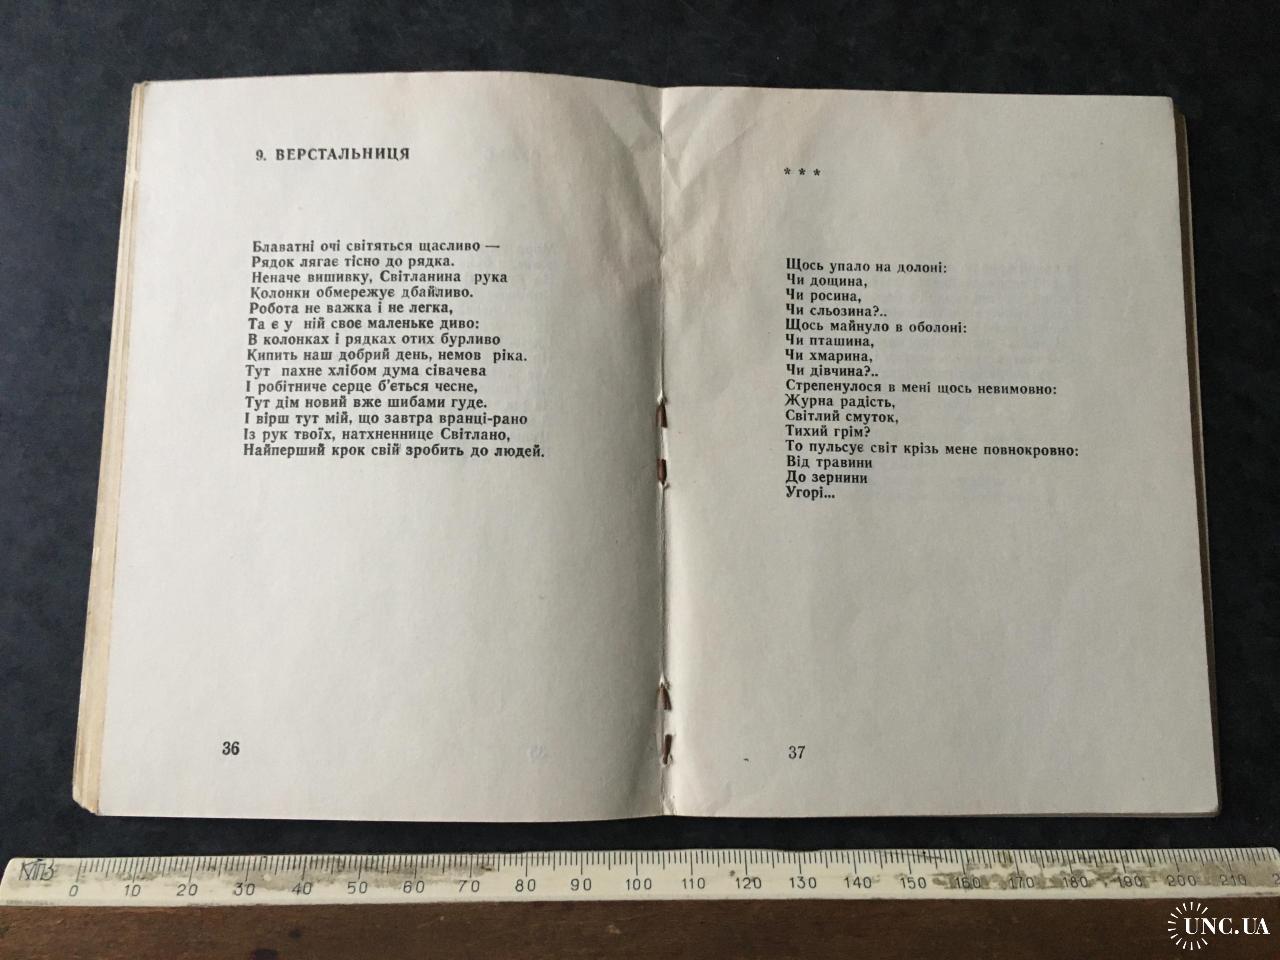 9. ВЕРСТАЛЬНИЦЯ
Блаватні очі світяться щасливо —
Рядок лягає тісно до рядка.
Неначе вишивку, Світланина рука
Колонки обмережує дбайливо.
Робота не важка і не легка,
Та є у ній своє маленьке диво:
В колонках і рядках отих бурливо
Кипить наш добрий день, немов ріка.
Тут пахне хлібом дума сівачева
І робітниче серце б'ється чесне,
Тут дім новий вже шибами гуде.
І вірш тут мій, що завтра вранці-рано
Із рук твоїх, натхненнице Світлано,
Найперший крок свій зробить до людей.
36
* * *
Щось упало на долоні:
Чи дощина,
Чи росина,
Чи сльозина?..
Щось майнуло в оболоні:
Чи пташина,
Чи хмарина,
Чи дівчина?..
Стрепенулося в мені щось невимовно:
Журна радість,
Світлий смуток,
Тихий грім?
То пульсує світ крізь мене повнокровно:
Від травини
До зернини
Угорі...
37
0 10 20 30 40 50 60 70 80 90 100 110 120 130 140 150 160 170 180 190 200 210
UNC.UA